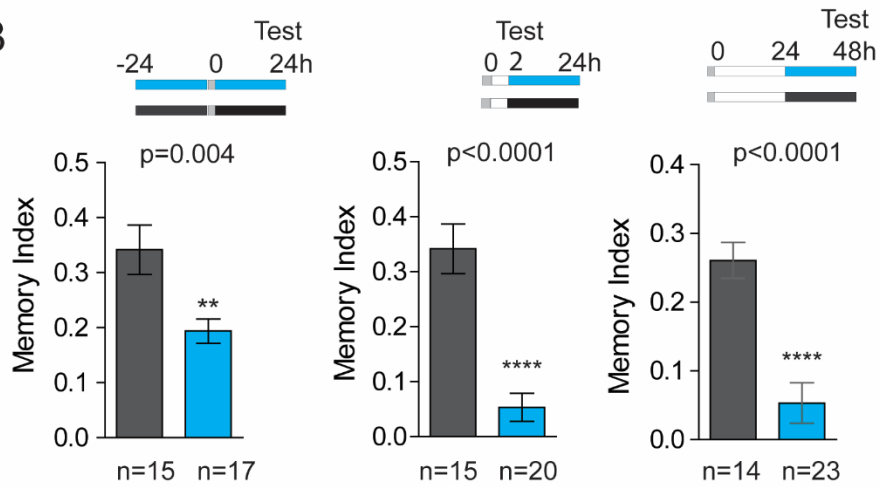 B
Test
-24 0 24h
p=0.004
0.5
0.4
0.3
0.2
0.1
0.0
Memory Index
**
n=15 n=17
Test
0 2 24h
p<0.0001
0.5
0.4
0.3
0.2
0.1
0.0
Memory Index
****
n=15 n=20
Test
0 24 48h
p<0.0001
0.4
0.3
0.2
0.1
0.0
Memory Index
****
n=14 n=23